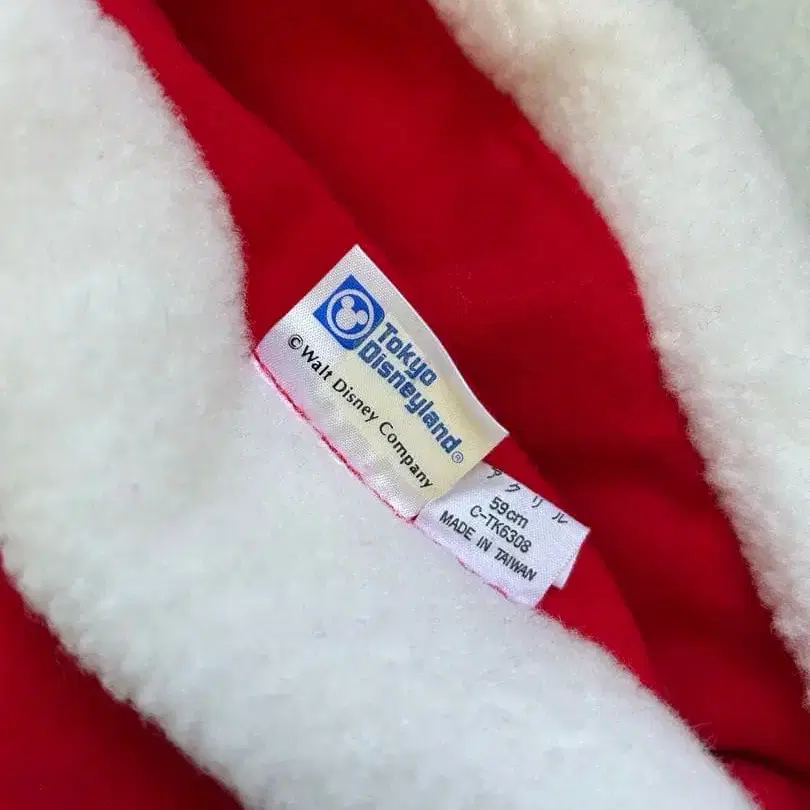 Tokyo
Disneyland®
©Walt Disney Company
アクリル
59cm
C-TK6308
MADE IN TAIWAN